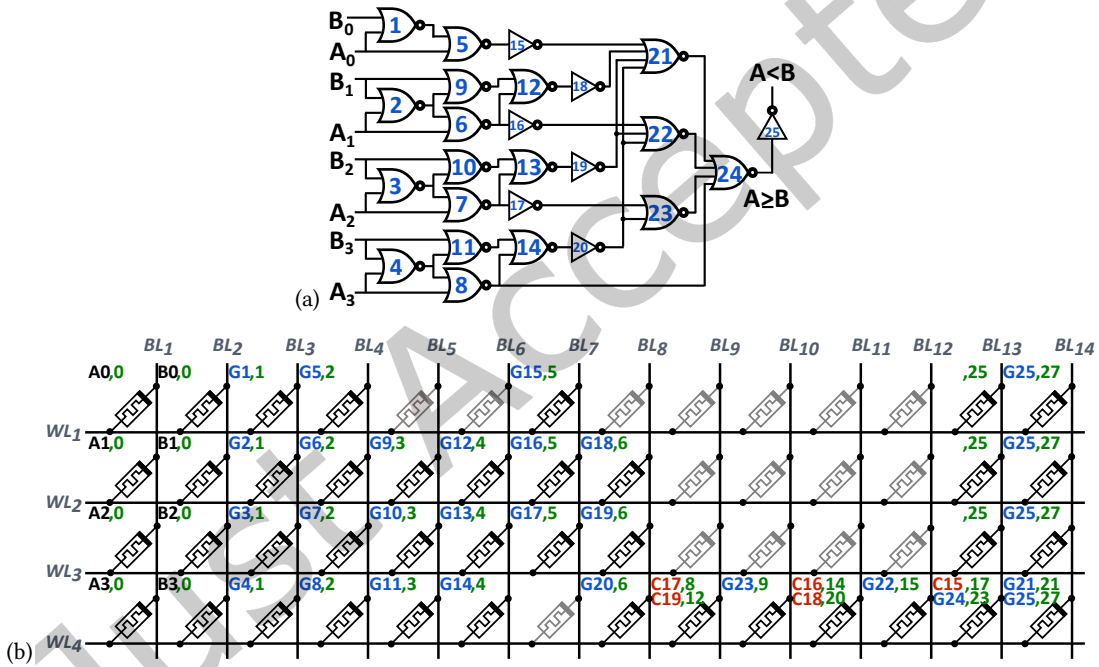 B0
1
A0
5
15
21
A<B
B1
9
12
18
2
6
16
A1
22
25
B2
10
13
19
3
24
7
17
A≥B
A2
23
B3
11
14
20
4
8
(a) A3
BL1 BL2 BL3 BL4 BL5 BL6 BL7 BL8 BL9 BL10 BL11 BL12 BL13 BL14
A0,0 B0,0 G1,1 G5,2 G15,5 ,25 G25,27
WL1
A1,0 B1,0 G2,1 G6,2 G9,3 G12,4 G16,5 G18,6 ,25 G25,27
WL2
A2,0 B2,0 G3,1 G7,2 G10,3 G13,4 G17,5 G19,6 ,25 G25,27
WL3
A3,0 B3,0 G4,1 G8,2 G11,3 G14,4 G20,6 C17,8 G23,9 C16,14 G22,15 C15,17 G21,21
C19,12 C18,20 G24,23 G25,27
(b) WL4
Just Accepte